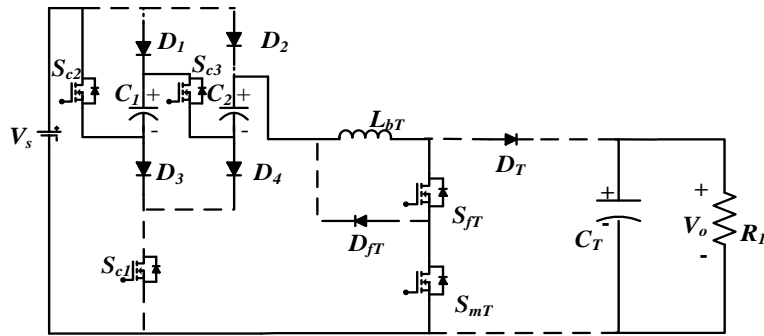 D1
D2
Sc2
Sc3
C1
+
C2
+
-
-
Vs
+
LbT
D3
D4
DT
SfT
DfT
+
-
CT
+
Vo
-
R1
Sc1
SmT